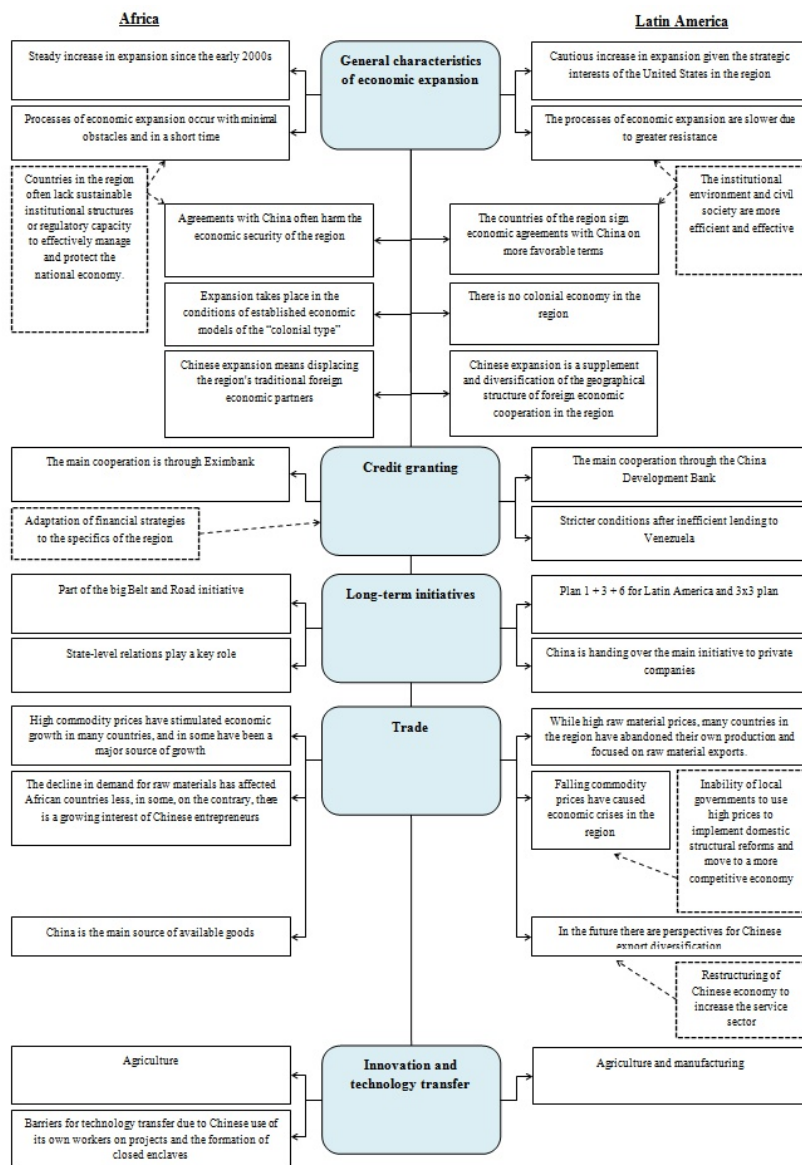 Africa
Latin America
General characteristics
of economic expansion
Steady increase in expansion since the early 2000s
Cautious increase in expansion given the strategic
interests of the United States in the region
Processes of economic expansion occur with minimal
obstacles and in a short time
The processes of economic expansion are slower due
to greater resistance
Countries in the region
often lack sustainable
institutional structures
or regulatory capacity
to effectively manage
and protect the
national economy.
The institutional
environment and civil
society are more
efficient and effective
Agreements with China often harm the
economic security of the region
The countries of the region sign
economic agreements with China on
more favorable terms
Expansion takes place in the
conditions of established economic
models of the “colonial type”
There is no colonial economy in the
region
Chinese expansion means displacing
the region's traditional foreign
economic partners
Chinese expansion is a supplement
and diversification of the geographical
structure of foreign economic
cooperation in the region
Credit granting
The main cooperation is through Eximbank
The main cooperation through the China
Development Bank
Adaptation of financial strategies
to the specifics of the region
Stricter conditions after inefficient lending to
Venezuela
Long-term initiatives
Part of the big Belt and Road initiative
Plan 1 + 3 + 6 for Latin America and 3x3 plan
State-level relations play a key role
China is handing over the main initiative to private
companies
Trade
High commodity prices have stimulated economic
growth in many countries, and in some have been a
major source of growth
While high raw material prices, many countries in
the region have abandoned their own production and
focused on raw material exports.
The decline in demand for raw materials has affected
African countries less, in some, on the contrary, there
is a growing interest of Chinese entrepreneurs
Falling commodity
prices have caused
economic crises in the
region
Inability of local
governments to use
high prices to
implement domestic
structural reforms and
move to a more
competitive economy
China is the main source of available goods
In the future there are perspectives for Chinese
export diversification
Restructuring of
Chinese economy to
increase the service
sector
Innovation and
technology transfer
Agriculture
Agriculture and manufacturing
Barriers for technology transfer due to Chinese use of
its own workers on projects and the formation of
closed enclaves